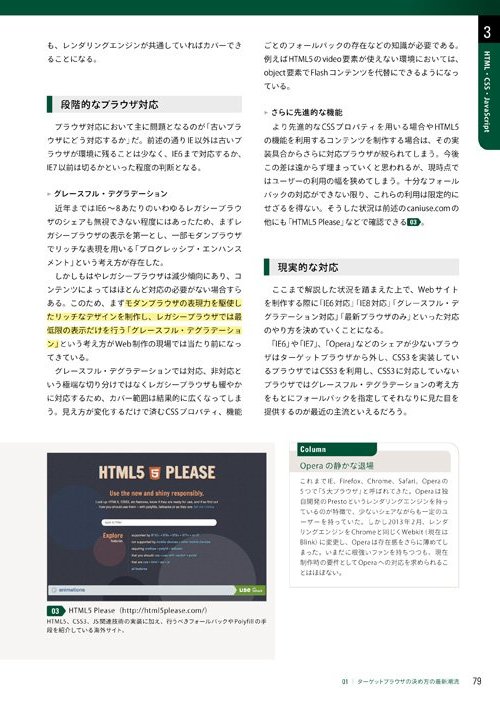 3
HTML・CSS・JavaScript
も、レンダリングエンジンが共通していればカバーでき
ることになる。
段階的なブラウザ対応
ブラウザ対応において主に問題となるのが「古いブラ
ウザにどう対応するか」だ。前述の通りIE以外は古いブ
ラウザが環境に残ることは少なく、IE6まで対応するか、
IE7以前は切るかといった程度の判断となる。
▶ グレースフル・デグラデーション
近年まではIE6〜8あたりのいわゆるレガシーブラウ
ザのシェアも無視できない程度にはあったため、まずレ
ガシーブラウザの表示を第一とし、一部モダンブラウザ
でリッチな表現を用いる「プログレッシブ・エンハンス
メント」という考え方が存在した。
しかしもはやレガシーブラウザは減少傾向にあり、コ
ンテンツによってはほとんど対応の必要がない場合すら
ある。このため、まずモダンブラウザの表現力を駆使し
たリッチなデザインを制作し、レガシーブラウザでは最
低限の表示だけを行う「グレースフル・デグラデーショ
ン」という考え方がWeb制作の現場では当たり前になっ
てきている。
グレースフル・デグラデーションでは対応、非対応と
いう極端な切り分けではなくレガシーブラウザも緩やか
に対応するため、カバー範囲は結果的に広くなってしま
う。見え方が変化するだけで済むCSSプロパティ、機能
ごとのフォールバックの存在などの知識が必要である。
例えばHTML5のvideo要素が使えない環境においては、
object要素でFlashコンテンツを代替にできるようになっ
ている。
▶ さらに先進的な機能
より先進的なCSSプロパティを用いる場合やHTML5
の機能を利用するコンテンツを制作する場合は、その実
装具合からさらに対応ブラウザが絞られてしまう。今後
この差は遠からず埋まっていくと思われるが、現時点で
はユーザーの利用の幅を狭めてしまう。十分なフォール
バックの対応ができない限り、これらの利用は限定的に
せざるを得ない。そうした状況は前述のcaniuse.comの
他にも「HTML5 Please」などで確認できる 03 。
現実的な対応
ここまで解説した状況を踏まえた上で、Webサイト
を制作する際に「IE6対応」「IE8対応」「グレースフル・デ
グラデーション対応」「最新ブラウザのみ」といった対応
のやり方を決めていくことになる。
「IE6」や「IE7」、「Opera」などのシェアが少ないブラウ
ザはターゲットブラウザから外し、CSS3を実装してい
るブラウザではCSS3を利用し、CSS3に対応していない
ブラウザではグレースフル・デグラデーションの考え方
をもとにフォールバックを指定してそれなりに見た目を
提供するのが最近の主流といえるだろう。
HTML5 PLEASE
Use the new and shiny responsibly.
Explore
animations
use
03 HTML5 Please（http://html5please.com/）
HTML5、CSS3、JS関連技術の実装に加え、行うべきフォールバックやPolyfillの手
段を紹介している海外サイト。
Column
Operaの静かな退場
これまでIE、Firefox、Chrome、Safari、Operaの
5つで「5大ブラウザ」と呼ばれてきた。Operaは独
自開発のPrestoというレンダリングエンジンを持っ
ているのが特徴で、少ないシェアながらも一定のユ
ーザーを持っていた。しかし2013年2月、レンダ
リングエンジンをChromeと同じくWebkit（現在は
Blink）に変更し、Operaは存在感をさらに薄めてし
まった。いまだに根強いファンを持ちつつも、現在
制作時の要件としてOperaへの対応を求められるこ
とはほぼない。
01 ｜ ターゲットブラウザの決め方の最新潮流 79